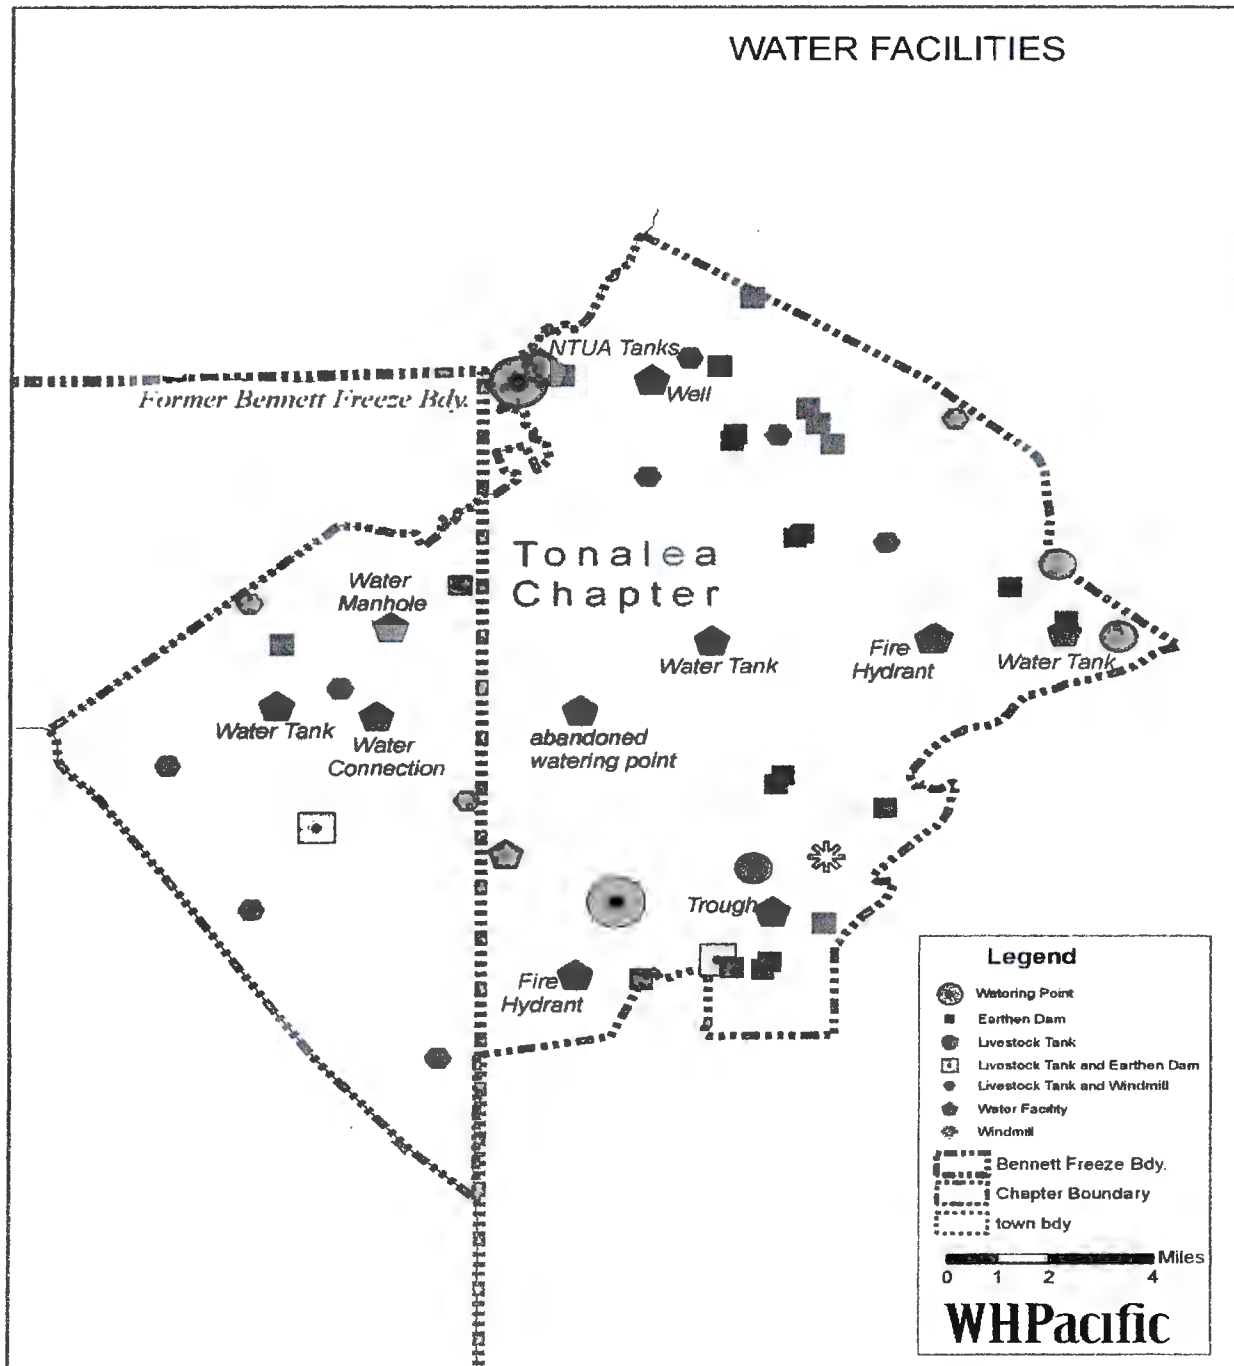 WATER FACILITIES
NTUA Tanks
Well
Former Bennett Freeze Bdy.
Tonalea
Chapter
Water
Manhole
Water Tank
Fire
Hydrant
Water Tank
Water Tank
Water
Connection
abandoned
watering point
Trough
Fire
Hydrant
Legend
Watering Point
Earthen Dam
Livestock Tank
Livestock Tank and Earthen Dam
Livestock Tank and Windmill
Water Facility
Windmill
Bennett Freeze Bdy.
Chapter Boundary
town bdy
Miles
0 1 2 4
WHPacific